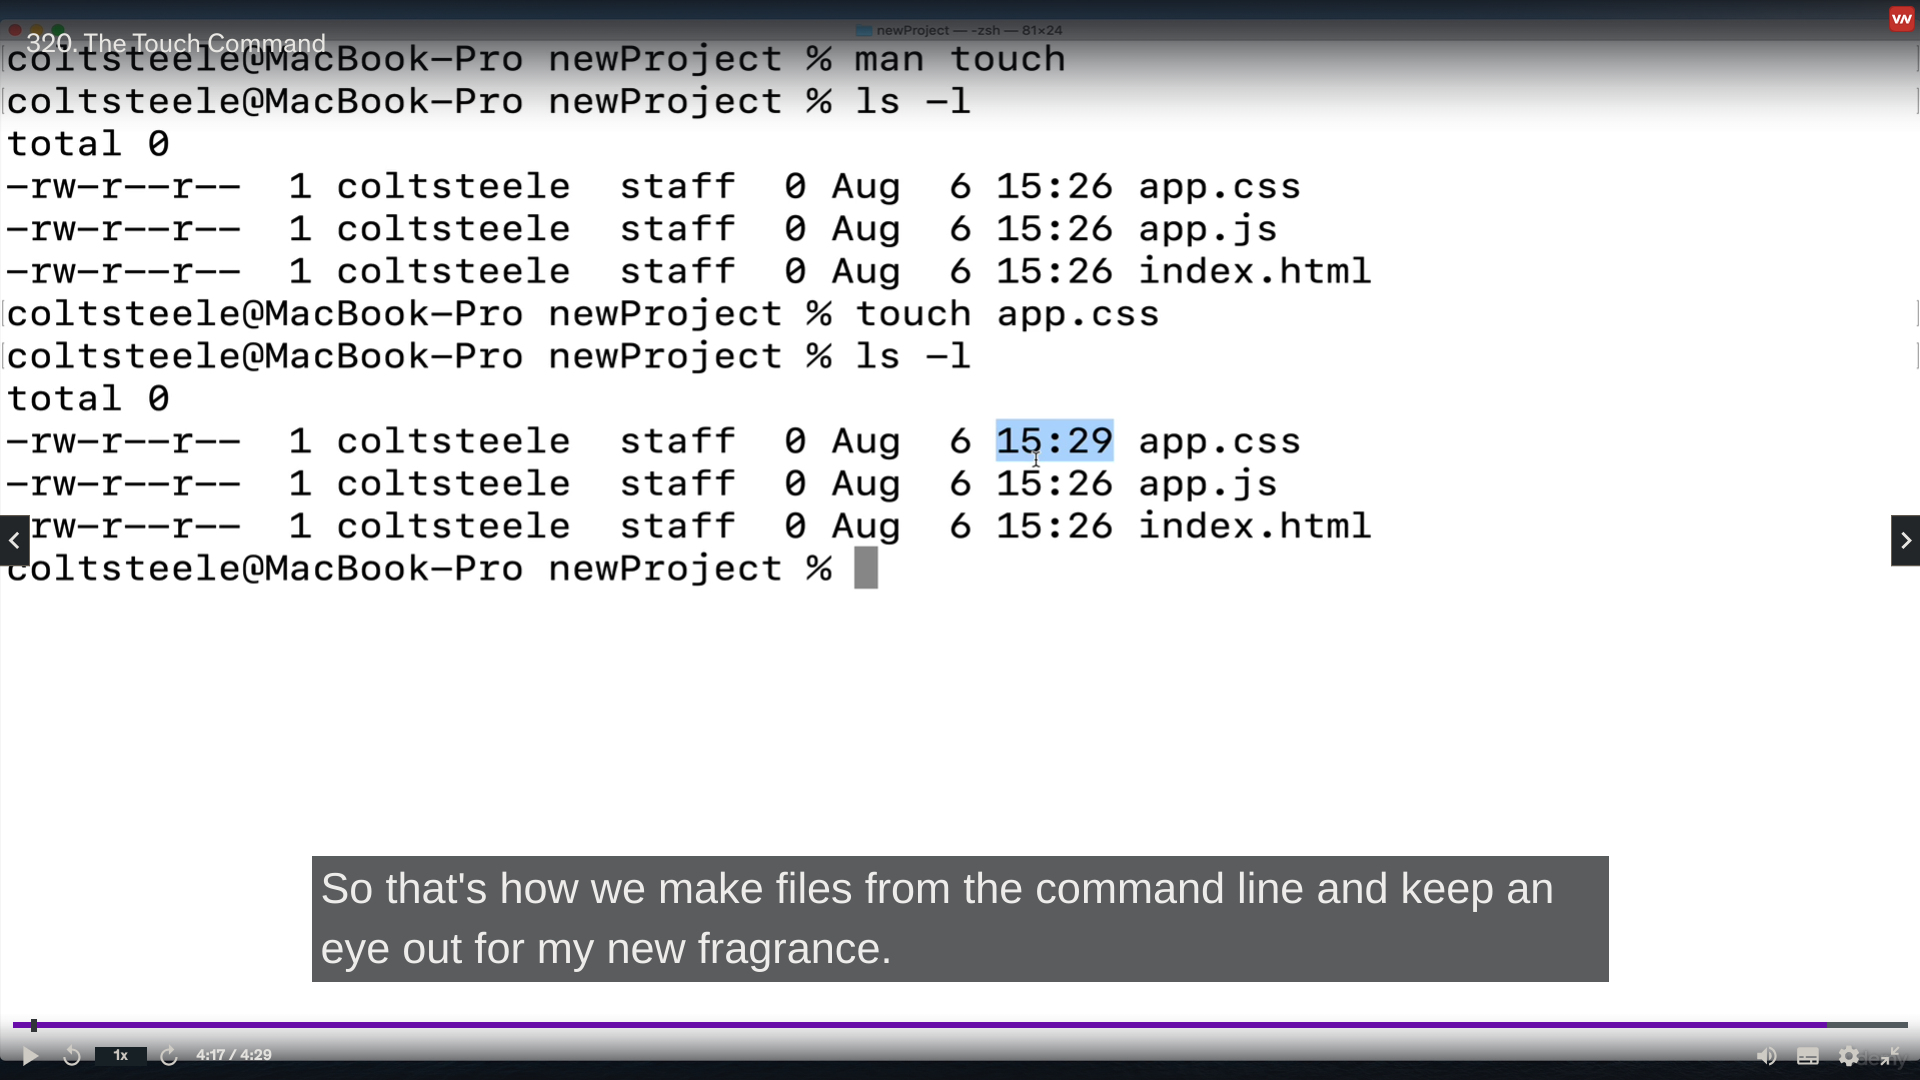 newProject — -zsh — 81×24
320. The Touch Command
coltsteele@MacBook-Pro newProject % man touch
coltsteele@MacBook-Pro newProject % ls -l
total 0
-rw-r--r--  1 coltsteele  staff  0 Aug  6 15:26 app.css
-rw-r--r--  1 coltsteele  staff  0 Aug  6 15:26 app.js
-rw-r--r--  1 coltsteele  staff  0 Aug  6 15:26 index.html
coltsteele@MacBook-Pro newProject % touch app.css
coltsteele@MacBook-Pro newProject % ls -l
total 0
-rw-r--r--  1 coltsteele  staff  0 Aug  6 15:29 app.css
-rw-r--r--  1 coltsteele  staff  0 Aug  6 15:26 app.js
rw-r--r--  1 coltsteele  staff  0 Aug  6 15:26 index.html
coltsteele@MacBook-Pro newProject %
So that's how we make files from the command line and keep an
eye out for my new fragrance.
1x
4:17 / 4:29